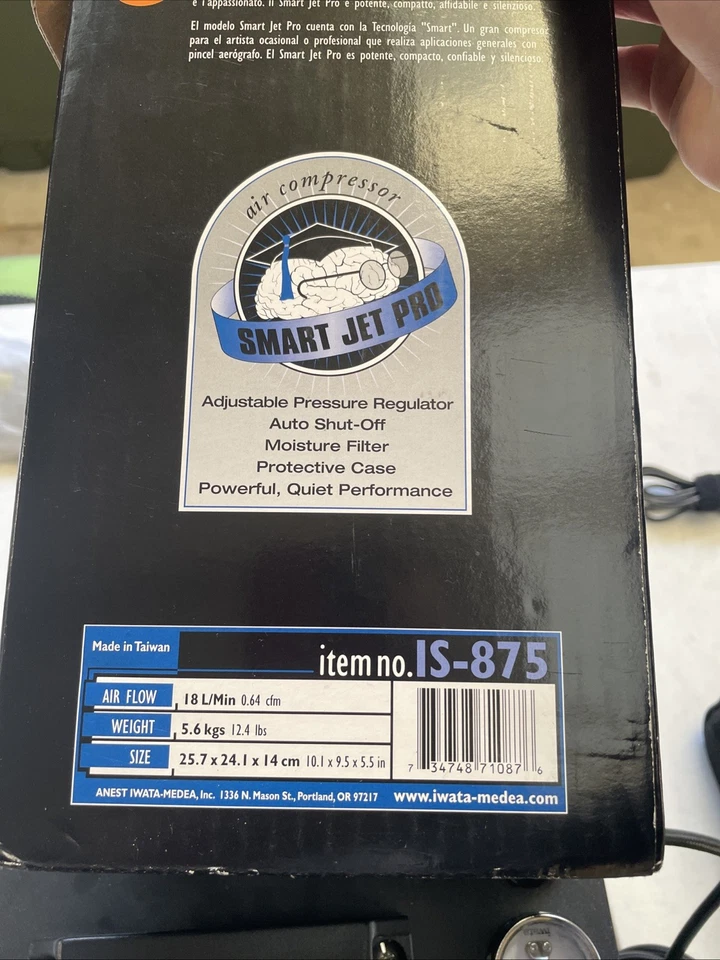 e l'appassionato. Il Smart Jet Pro è potente, compatto, affidabile e silenzioso.
El modelo Smart Jet Pro cuenta con la Tecnología "Smart". Un gran compresor
para el artista ocasional o profesional que realiza aplicaciones generales con
pincel aerógrafo. El Smart Jet Pro es potente, compacto, confiable y silencioso.
air compressor
SMART JET PRO
Adjustable Pressure Regulator
Auto Shut-Off
Moisture Filter
Protective Case
Powerful, Quiet Performance
Made in Taiwan
item no. IS-875
AIR FLOW 18 L/Min 0.64 cfm
WEIGHT 5.6 kgs 12.4 lbs
SIZE 25.7 x 24.1 x 14 cm 10.1 x 9.5 x 5.5 in
7 34748 71087 6
ANEST IWATA-MEDEA, Inc. 1336 N. Mason St., Portland, OR 97217 www.iwata-medea.com